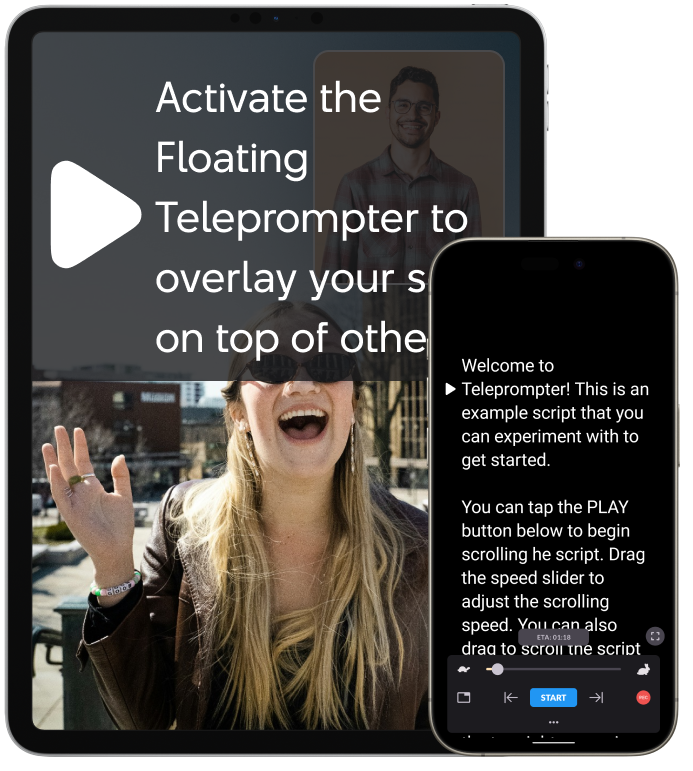 Activate the
Floating
Teleprompter to
overlay your s
on top of othe
Welcome to
Teleprompter! This is an
example script that you
can experiment with to
get started.
You can tap the PLAY
button below to begin
scrolling he script. Drag
the speed slider to
adjust the scrolling
speed. You can also
drag to scroll the script
ETA: 01:18
START
REC